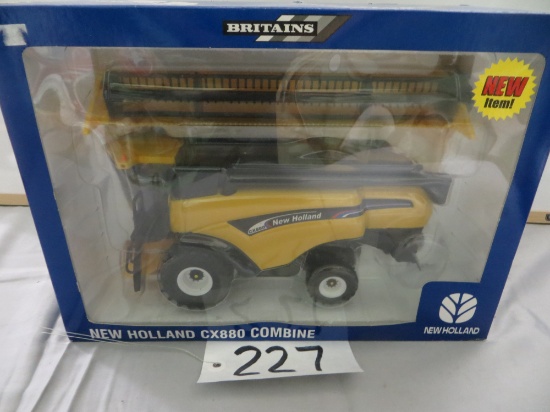 BRITAINS
NEW
Item!
New Holland
NEW HOLLAND CX880 COMBINE
NEW HOLLAND
227